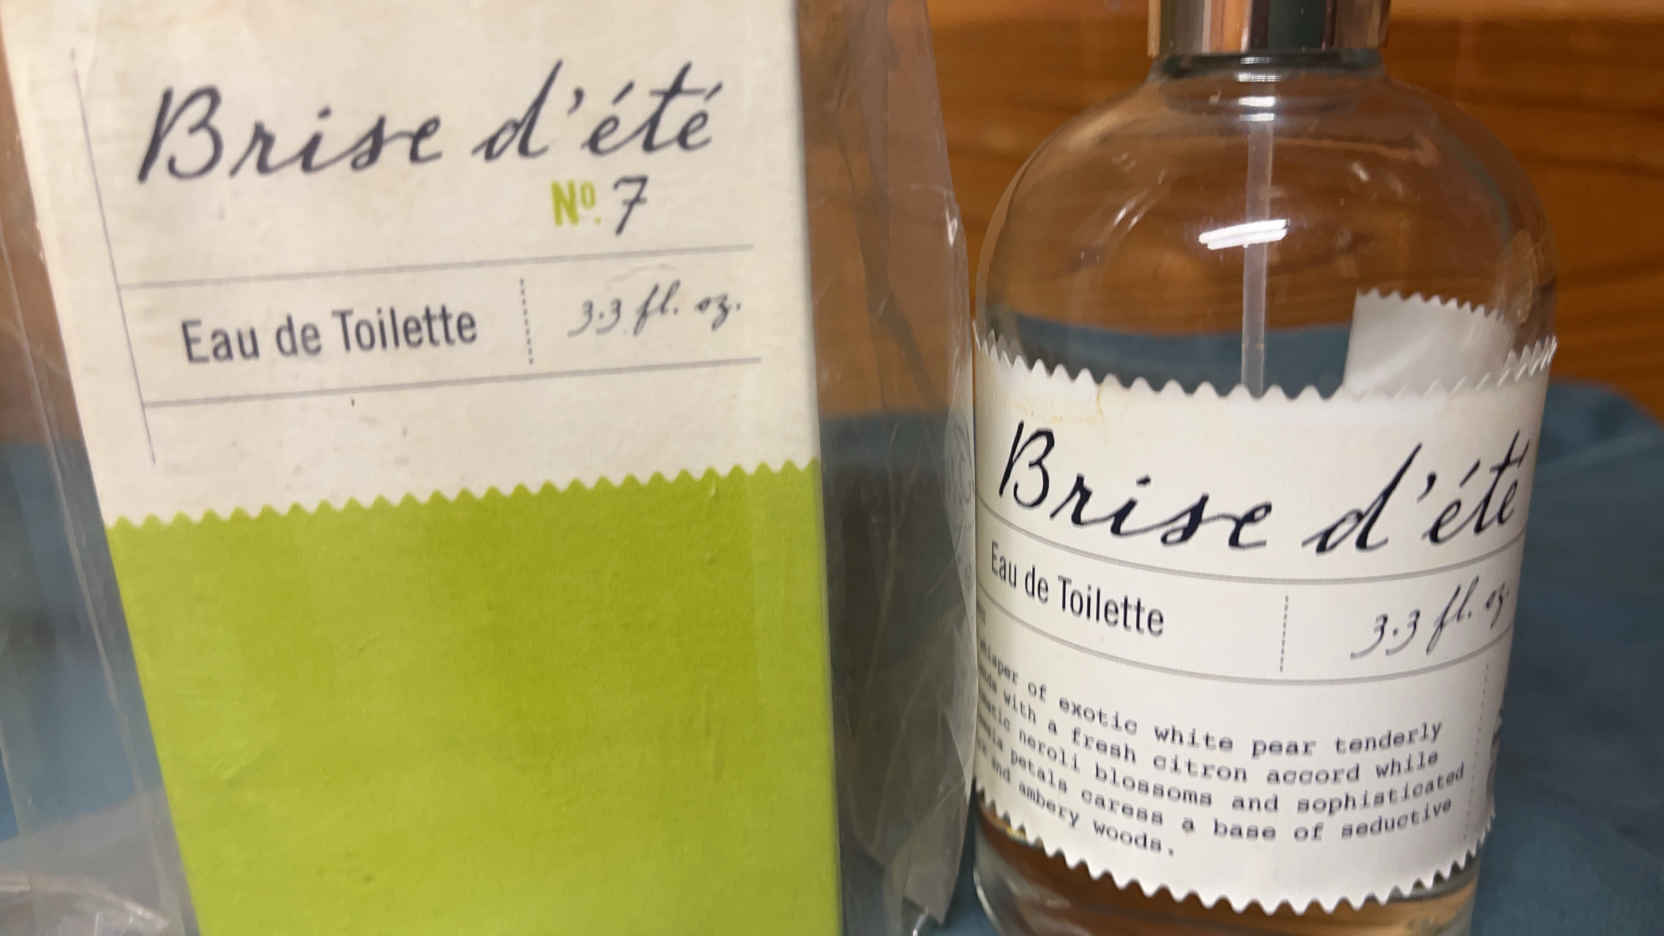 Brise d'été
Nº. 7
Eau de Toilette
3.3 fl. oz.
Brise d'été
Eau de Toilette
3.3 fl. oz.
of exotic white pear tenderly
with a fresh citron accord while
neroli blossoms and sophisticated
petals caress a base of seductive
and ambery woods.